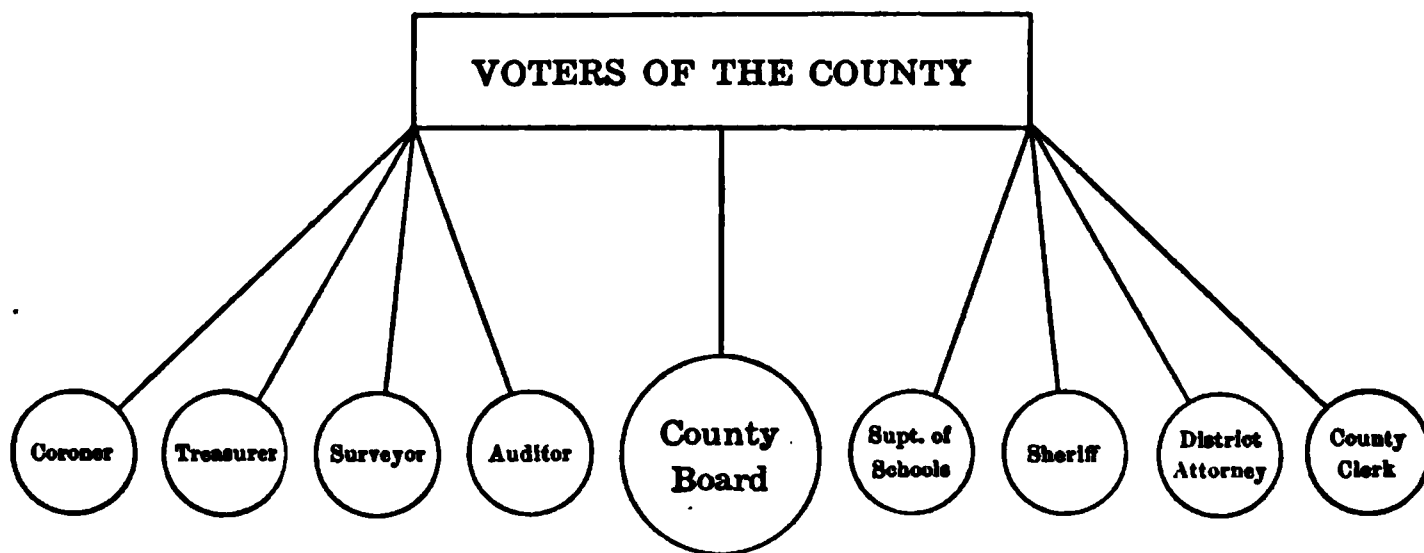 VOTERS OF THE COUNTY
Coroner
Treasurer
Surveyor
Auditor
County
Board
Supt. of
Schools
Sheriff
District
Attorney
County
Clerk